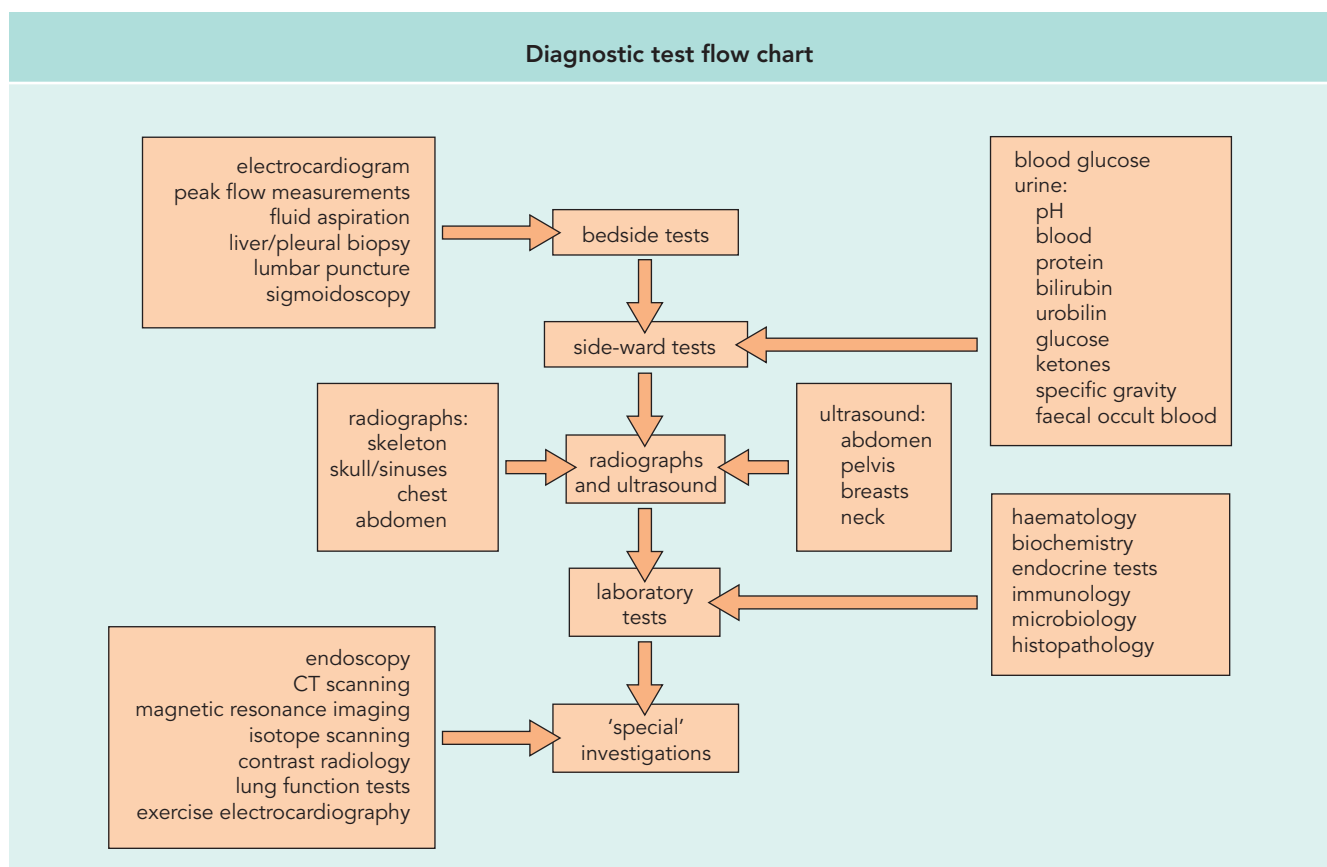 Diagnostic test flow chart
electrocardiogram
peak flow measurements
fluid aspiration
liver/pleural biopsy
lumbar puncture
sigmoidoscopy
bedside tests
blood glucose
urine:
pH
blood
protein
bilirubin
urobilin
glucose
ketones
specific gravity
faecal occult blood
side-ward tests
radiographs:
skeleton
skull/sinuses
chest
abdomen
radiographs
and ultrasound
ultrasound:
abdomen
pelvis
breasts
neck
laboratory
tests
haematology
biochemistry
endocrine tests
immunology
microbiology
histopathology
endoscopy
CT scanning
magnetic resonance imaging
isotope scanning
contrast radiology
lung function tests
exercise electrocardiography
‘special’
investigations